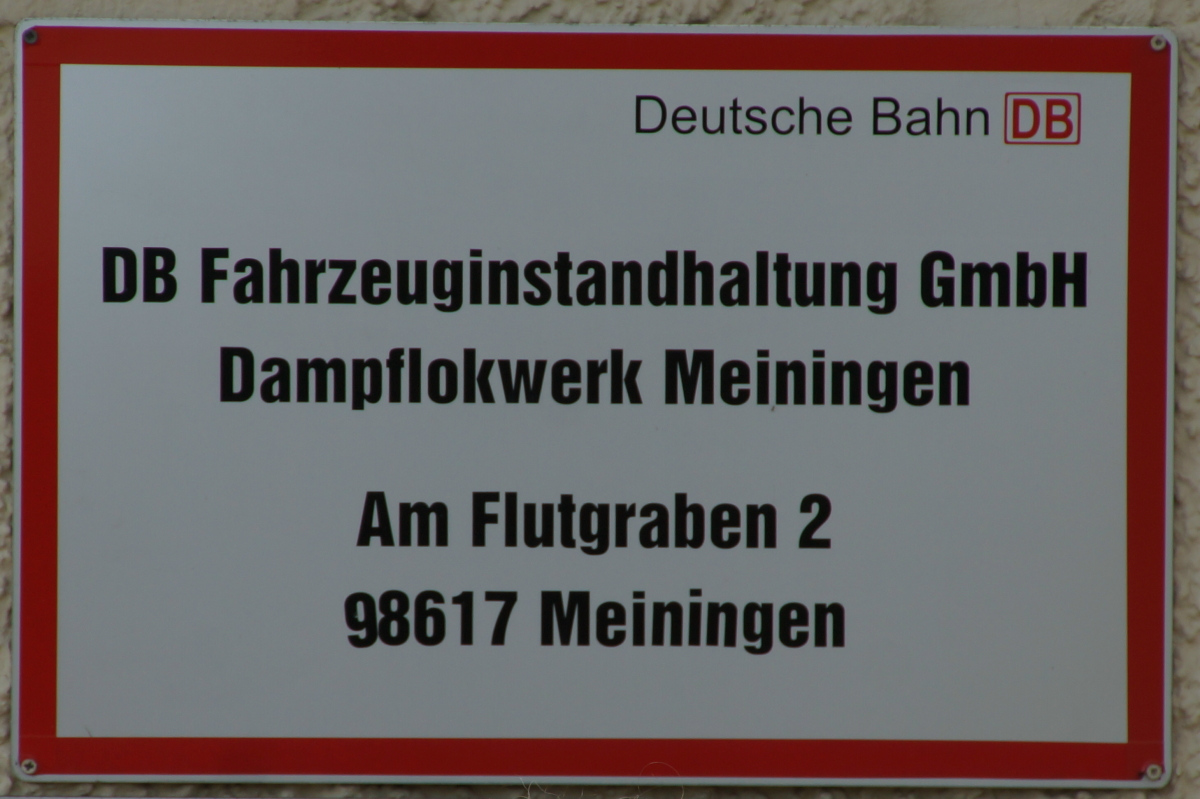 Deutsche Bahn DB
DB Fahrzeuginstandhaltung GmbH
Dampflokwerk Meiningen
Am Flutgraben 2
98617 Meiningen